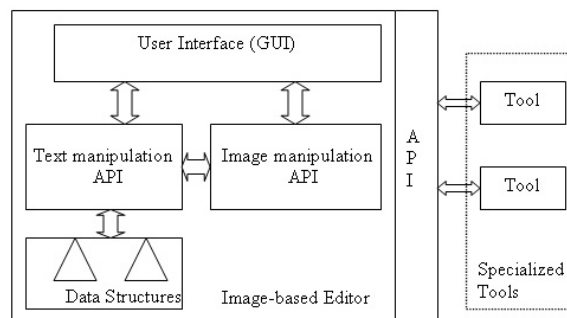 User Interface (GUI)
Text manipulation
API
Image manipulation
API
Data Structures
Image-based Editor
A
P
I
Tool
Tool
Specialized
Tools